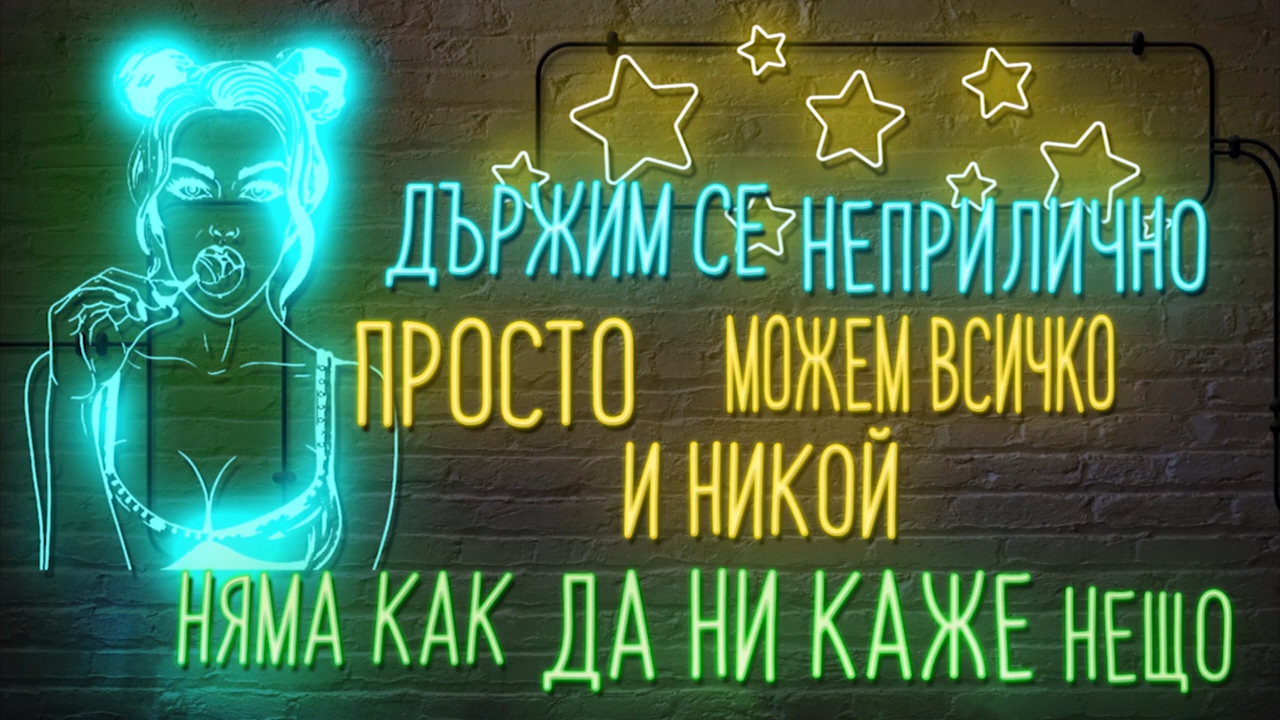 ДЪРЖИМ СЕ НЕПРИЛИЧНО
ПРОСТО МОЖЕМ ВСИЧКО
И НИКОЙ
НЯМА КАК ДА НИ КАЖЕ НЕЩО